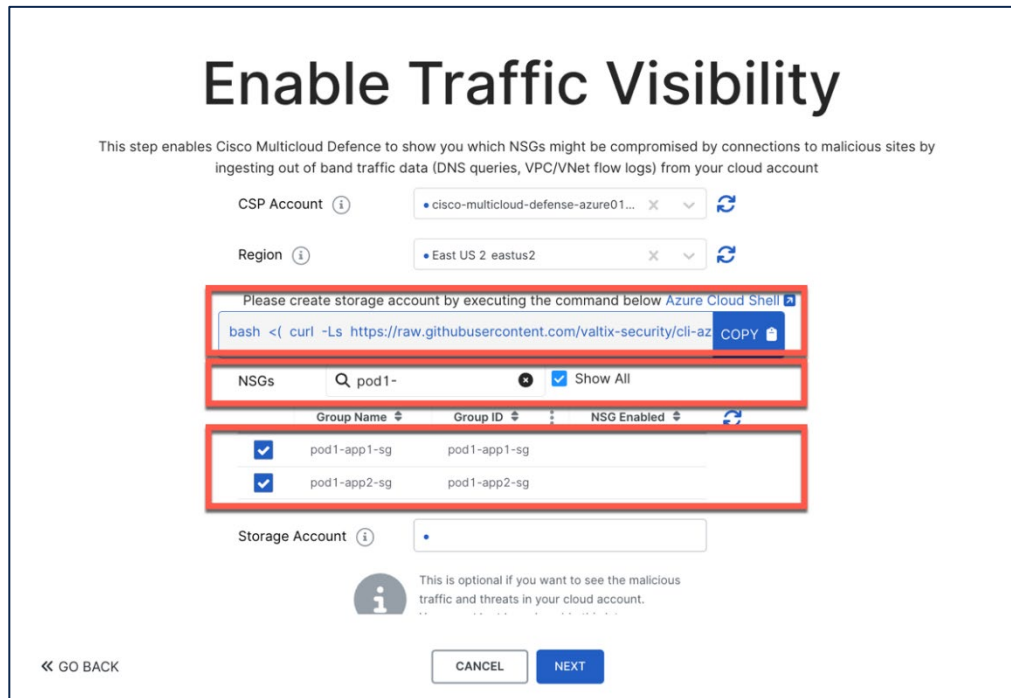 Enable Traffic Visibility
This step enables Cisco Multicloud Defence to show you which NSGs might be compromised by connections to malicious sites by
ingesting out of band traffic data (DNS queries, VPC/VNet flow logs) from your cloud account
CSP Account
cisco-multicloud-defense-azure01...
Region
East US 2 eastus2
Please create storage account by executing the command below Azure Cloud Shell
bash <( curl -Ls https://raw.githubusercontent.com/valtix-security/cli-az COPY
NSGs pod1- Show All
Group Name Group ID NSG Enabled
pod1-app1-sg pod1-app1-sg
pod1-app2-sg pod1-app2-sg
Storage Account
This is optional if you want to see the malicious
traffic and threats in your cloud account.
GO BACK CANCEL NEXT